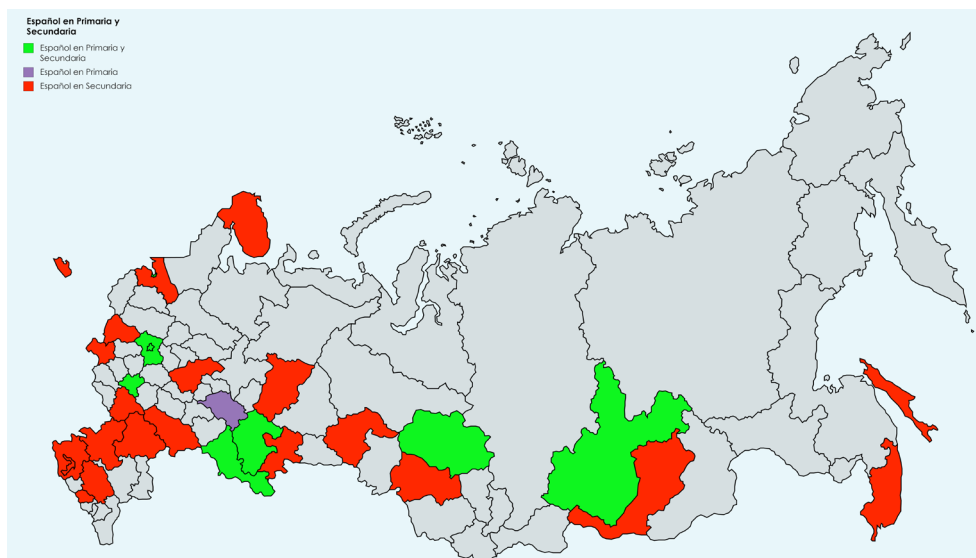 Español en Primaria y
Secundaria
Español en Primaria y
Secundaria
Español en Primaria
Español en Secundaria